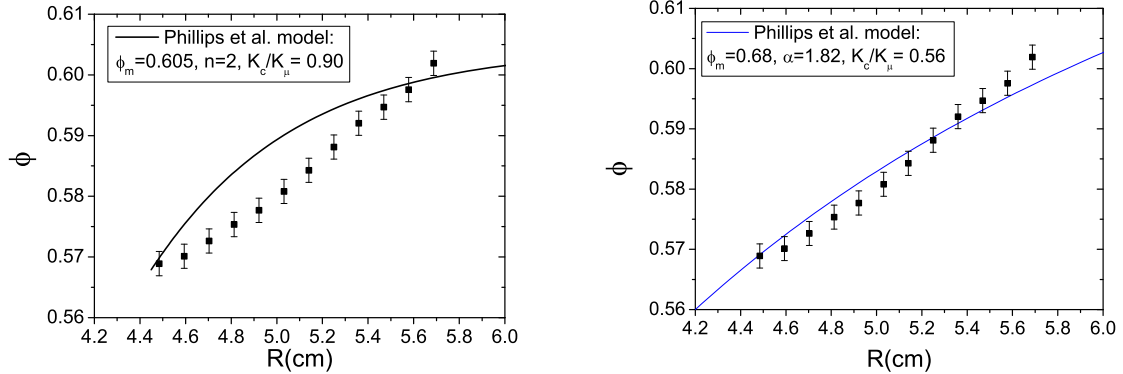 0.61
0.60
0.59
0.58
0.57
0.56
ϕ
Phillips et al. model:
ϕm=0.605, n=2, Kc/Kμ= 0.90
4.2 4.4 4.6 4.8 5.0 5.2 5.4 5.6 5.8 6.0
R(cm)
0.61
0.60
0.59
0.58
0.57
0.56
ϕ
Phillips et al. model:
ϕm=0.68, α=1.82, Kc/Kμ= 0.56
4.2 4.4 4.6 4.8 5.0 5.2 5.4 5.6 5.8 6.0
R(cm)